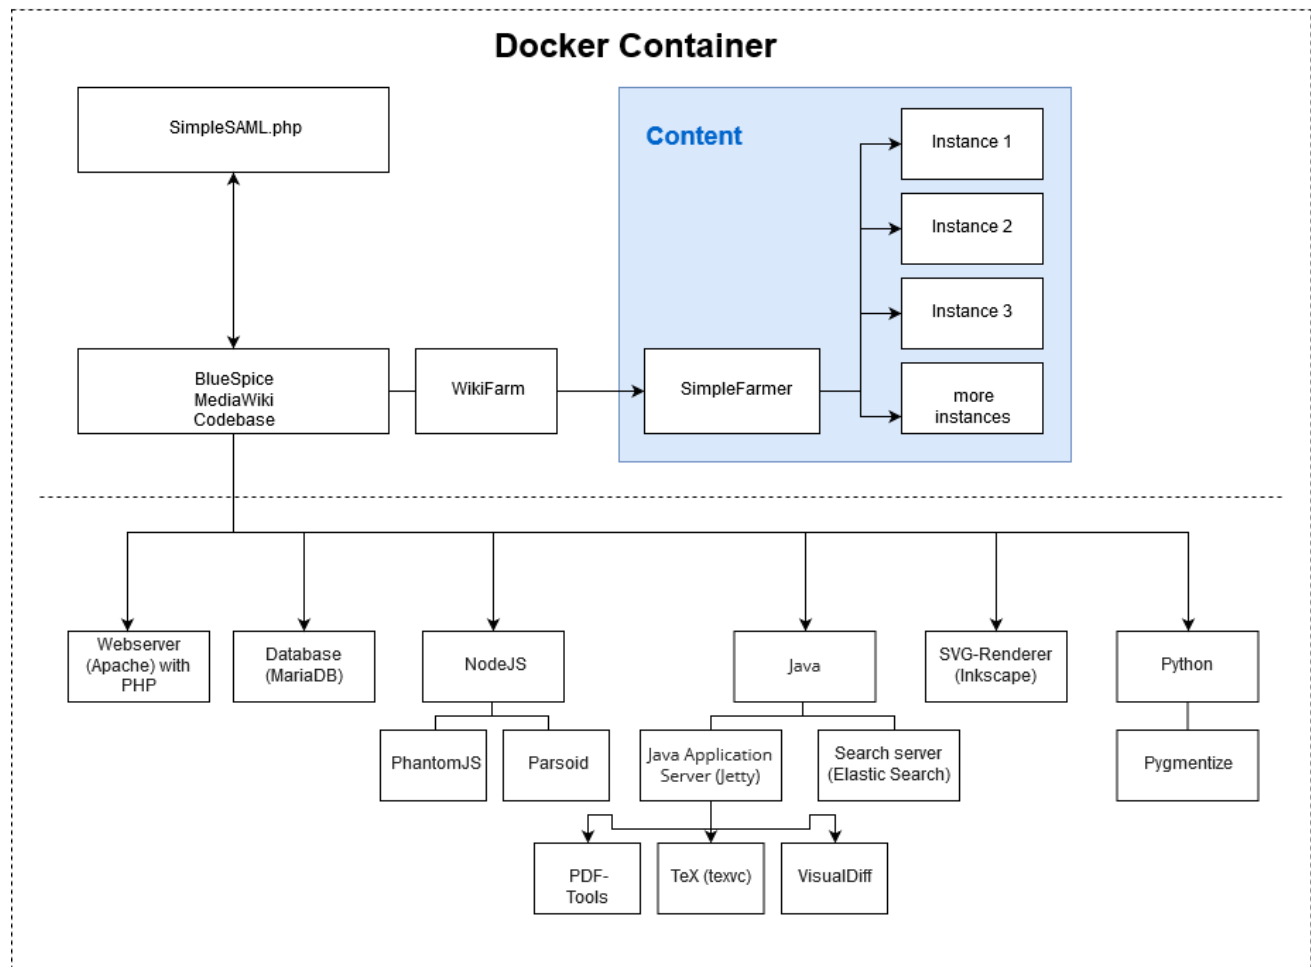 Docker Container
SimpleSAML.php
Content
Instance 1
Instance 2
Instance 3
more
instances
BlueSpice
MediaWiki
Codebase
WikiFarm
SimpleFarmer
Webserver
(Apache) with
PHP
Database
(MariaDB)
NodeJS
Java
SVG-Renderer
(Inkscape)
Python
PhantomJS
Parsoid
Java Application
Server (Jetty)
Search server
(Elastic Search)
Pygmentize
PDF-
Tools
TeX (texvc)
VisualDiff